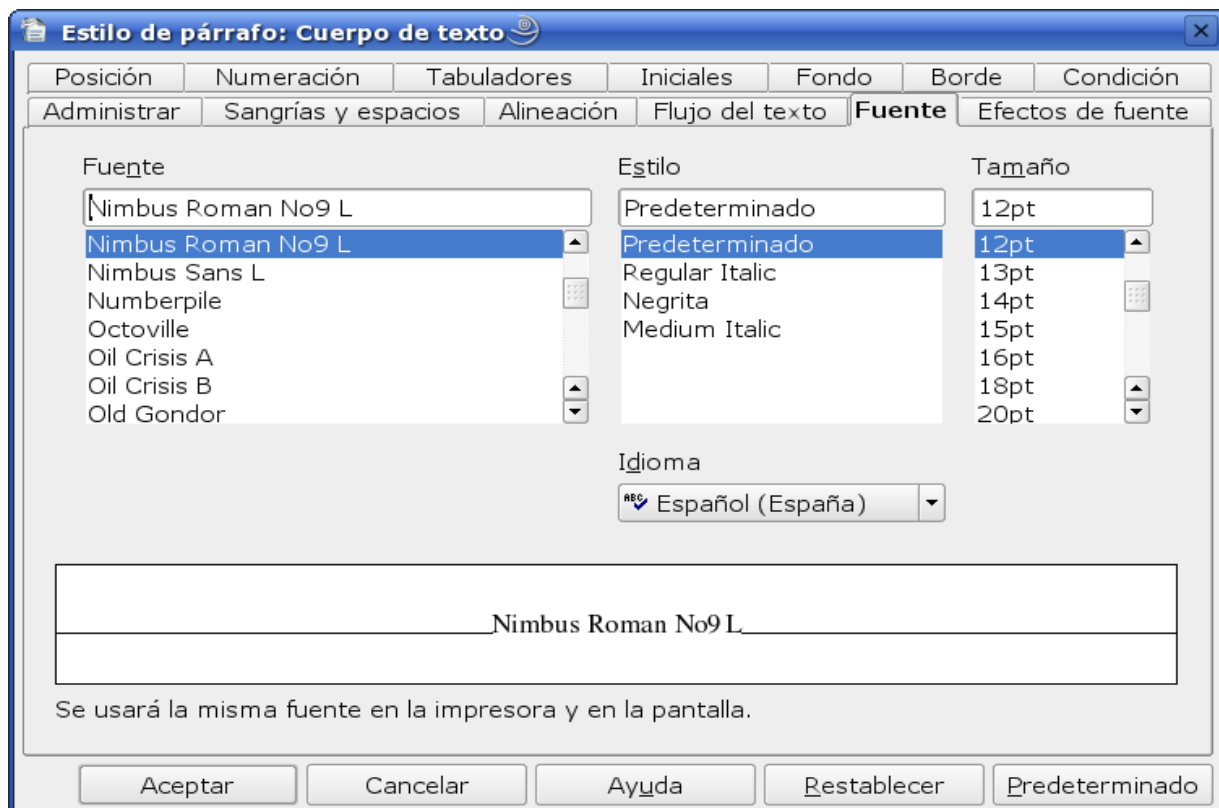 Estilo de párrafo: Cuerpo de texto
Posición Numeración Tabuladores Iniciales Fondo Borde Condición
Administrar Sangrías y espacios Alineación Flujo del texto Fuente Efectos de fuente
Fuente Estilo Tamaño
Nimbus Roman No9 L Predeterminado 12pt
Nimbus Roman No9 L Predeterminado 12pt
Nimbus Sans L Regular Italic 13pt
Numberpile Negrita 14pt
Octoville Medium Italic 15pt
Oil Crisis A 16pt
Oil Crisis B 18pt
Old Gondor 20pt
Idioma
ABC Español (España)
Nimbus Roman No9 L
Se usará la misma fuente en la impresora y en la pantalla.
Aceptar Cancelar Ayuda Restablecer Predeterminado